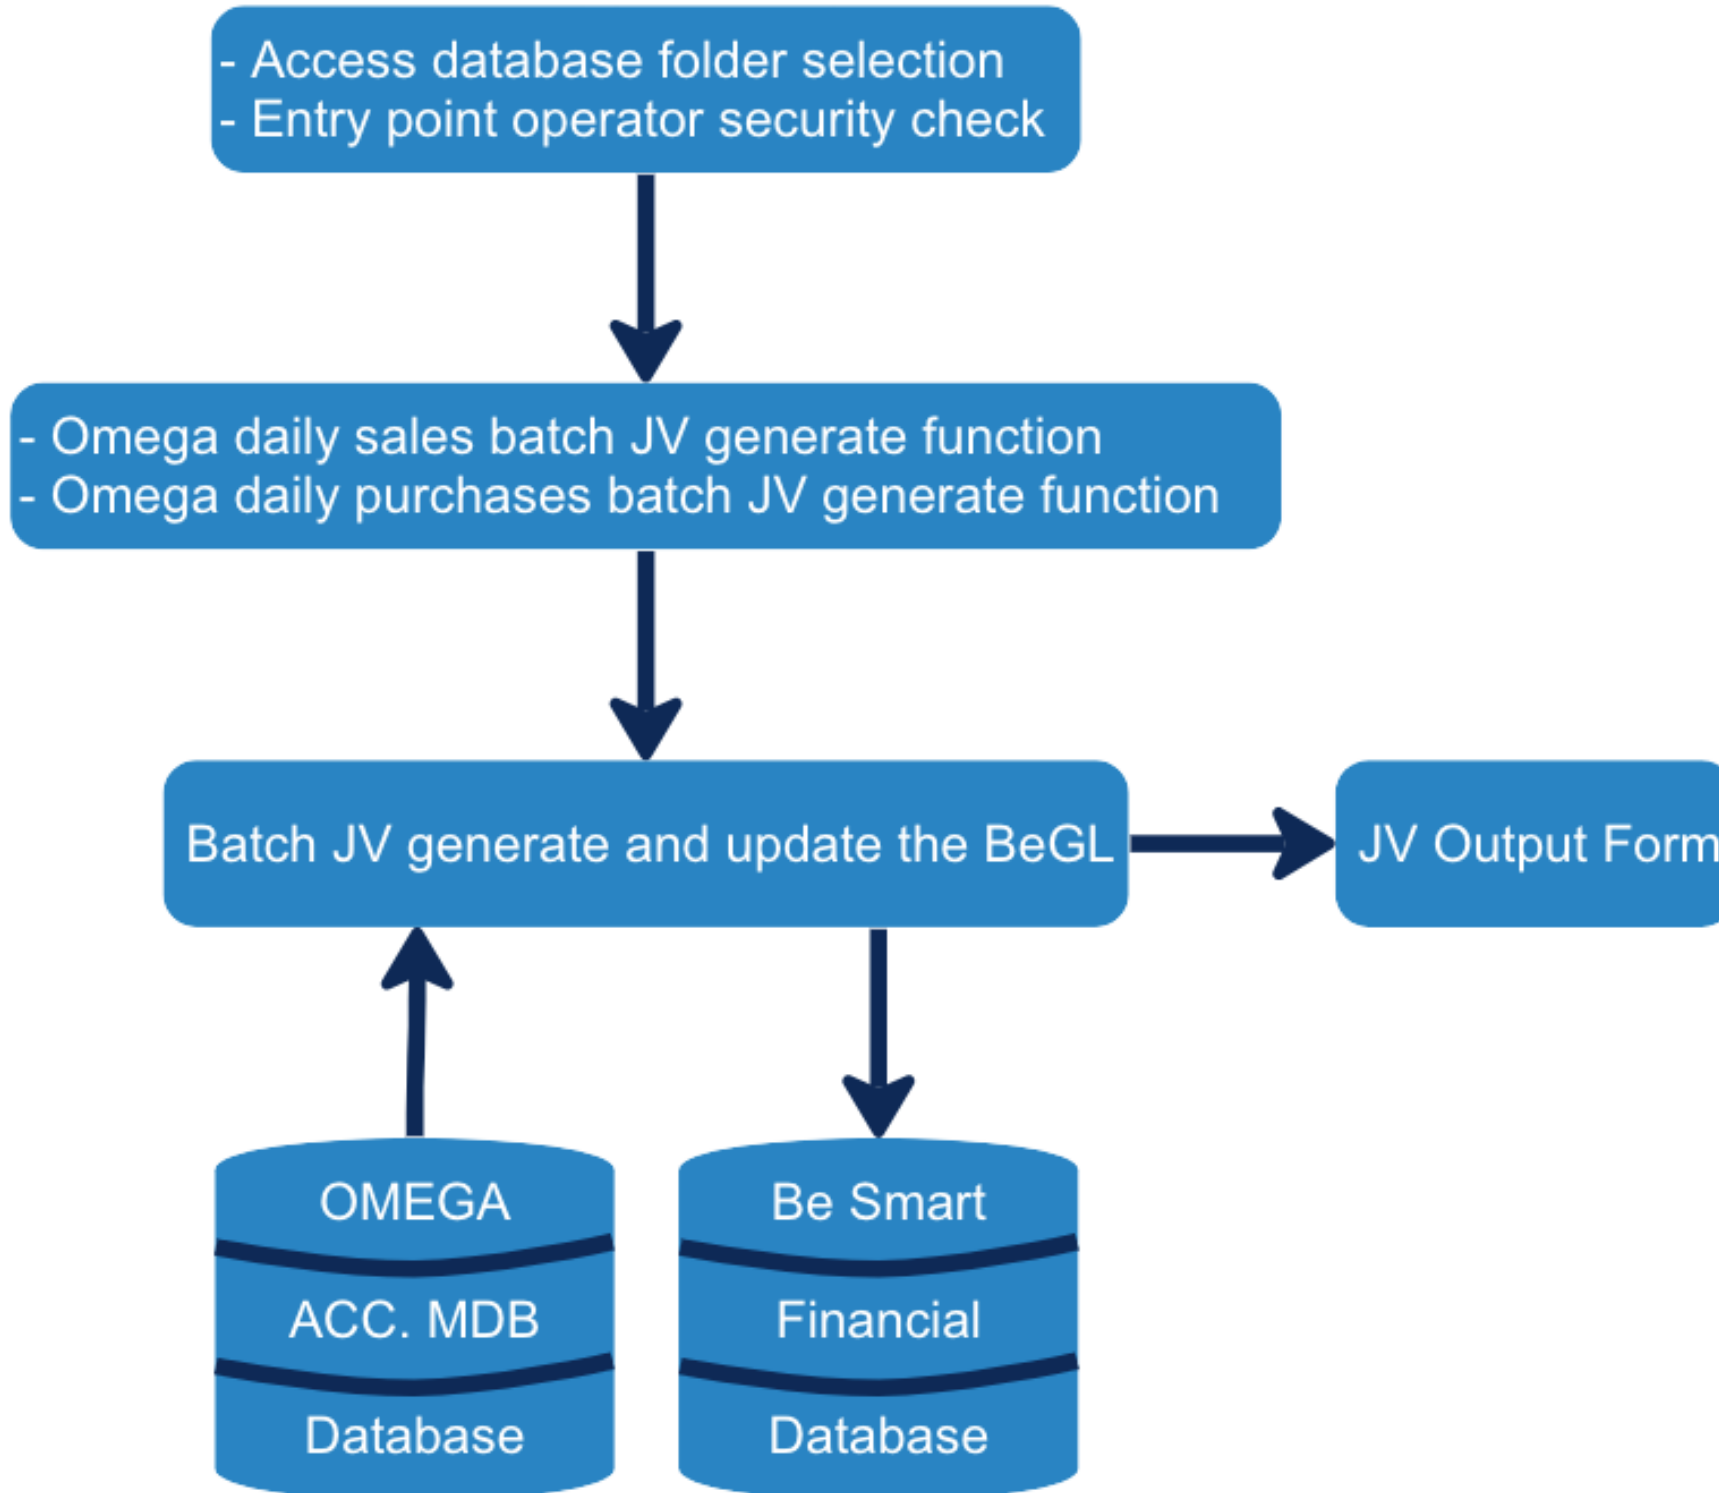 - Access database folder selection
- Entry point operator security check
- Omega daily sales batch JV generate function
- Omega daily purchases batch JV generate function
Batch JV generate and update the BeGL
JV Output Form
OMEGA
ACC. MDB
Database
Be Smart
Financial
Database